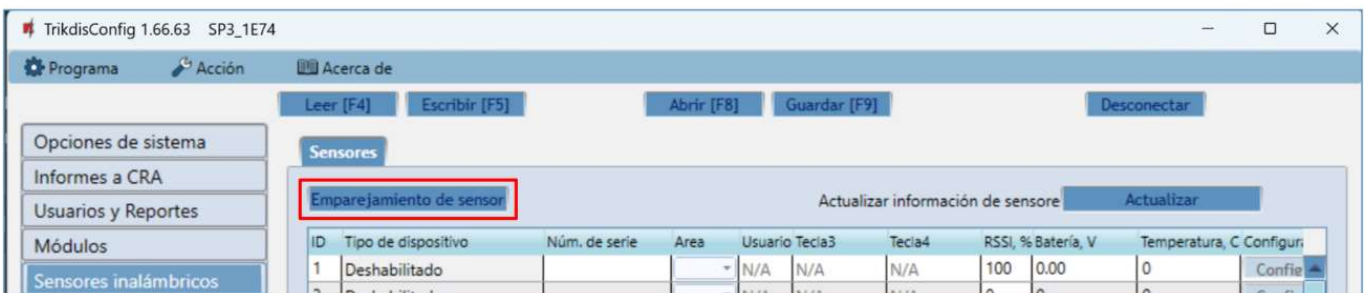 TrikdisConfig 1.66.63 SP3_1E74
Programa Acción Acerca de
Leer [F4] Escribir [F5] Abrir [F8] Guardar [F9] Desconectar
Opciones de sistema
Sensores
Informes a CRA
Emparejamiento de sensor Actualizar información de sensore Actualizar
Usuarios y Reportes
Módulos
ID Tipo de dispositivo Núm. de serie Area Usuario Tecla3 Tecla4 RSSI, % Batería, V Temperatura, C Configura
Sensores inalámbricos
1 Deshabilitado N/A N/A N/A 100 0.00 0 Confie